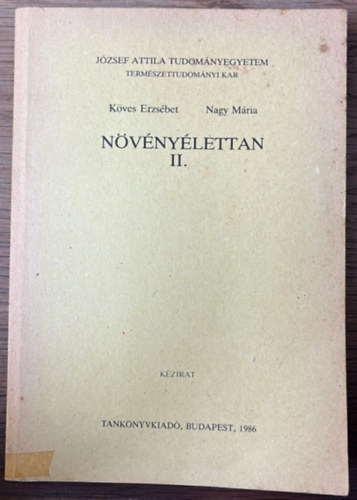 JÓZSEF ATTILA TUDOMÁNYEGYETEM
TERMÉSZETTUDOMÁNYI KAR
Köves Erzsébet Nagy Mária
NÖVÉNYÉLETTAN
II.
KÉZIRAT
TANKÖNYVKIADÓ, BUDAPEST, 1986